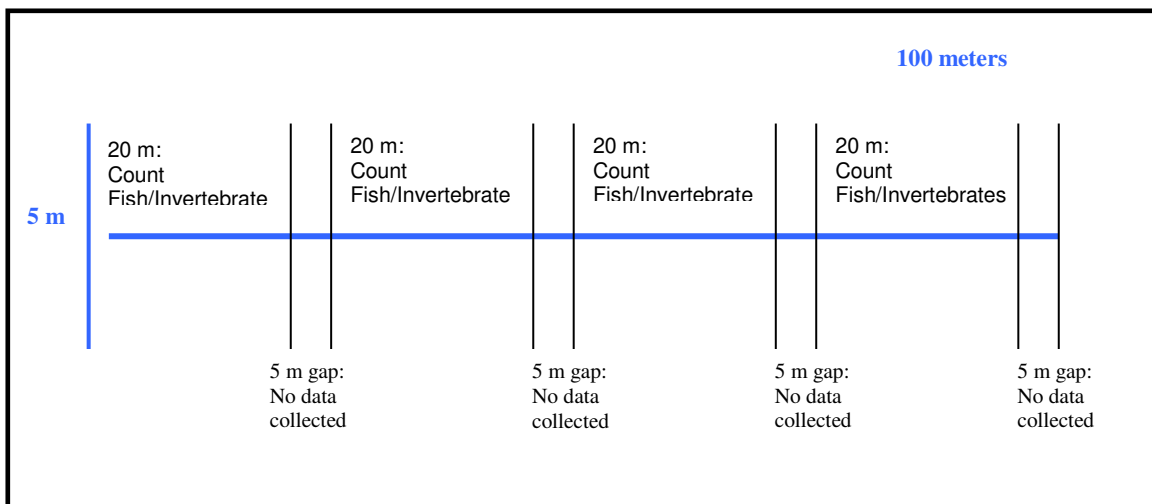 100 meters
20 m:
Count
Fish/Invertebrate
20 m:
Count
Fish/Invertebrate
20 m:
Count
Fish/Invertebrate
20 m:
Count
Fish/Invertebrates
5 m
5 m gap:
No data
collected
5 m gap:
No data
collected
5 m gap:
No data
collected
5 m gap:
No data
collected